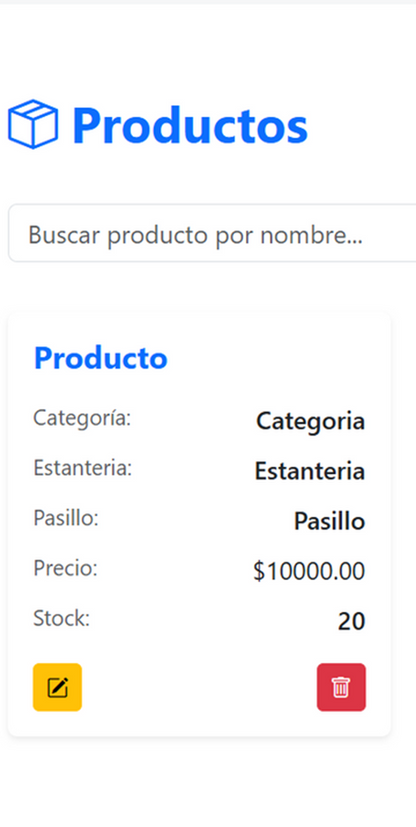 Productos
Buscar producto por nombre...
Producto
Categoría: Categoria
Estanteria: Estanteria
Pasillo: Pasillo
Precio: $10000.00
Stock: 20